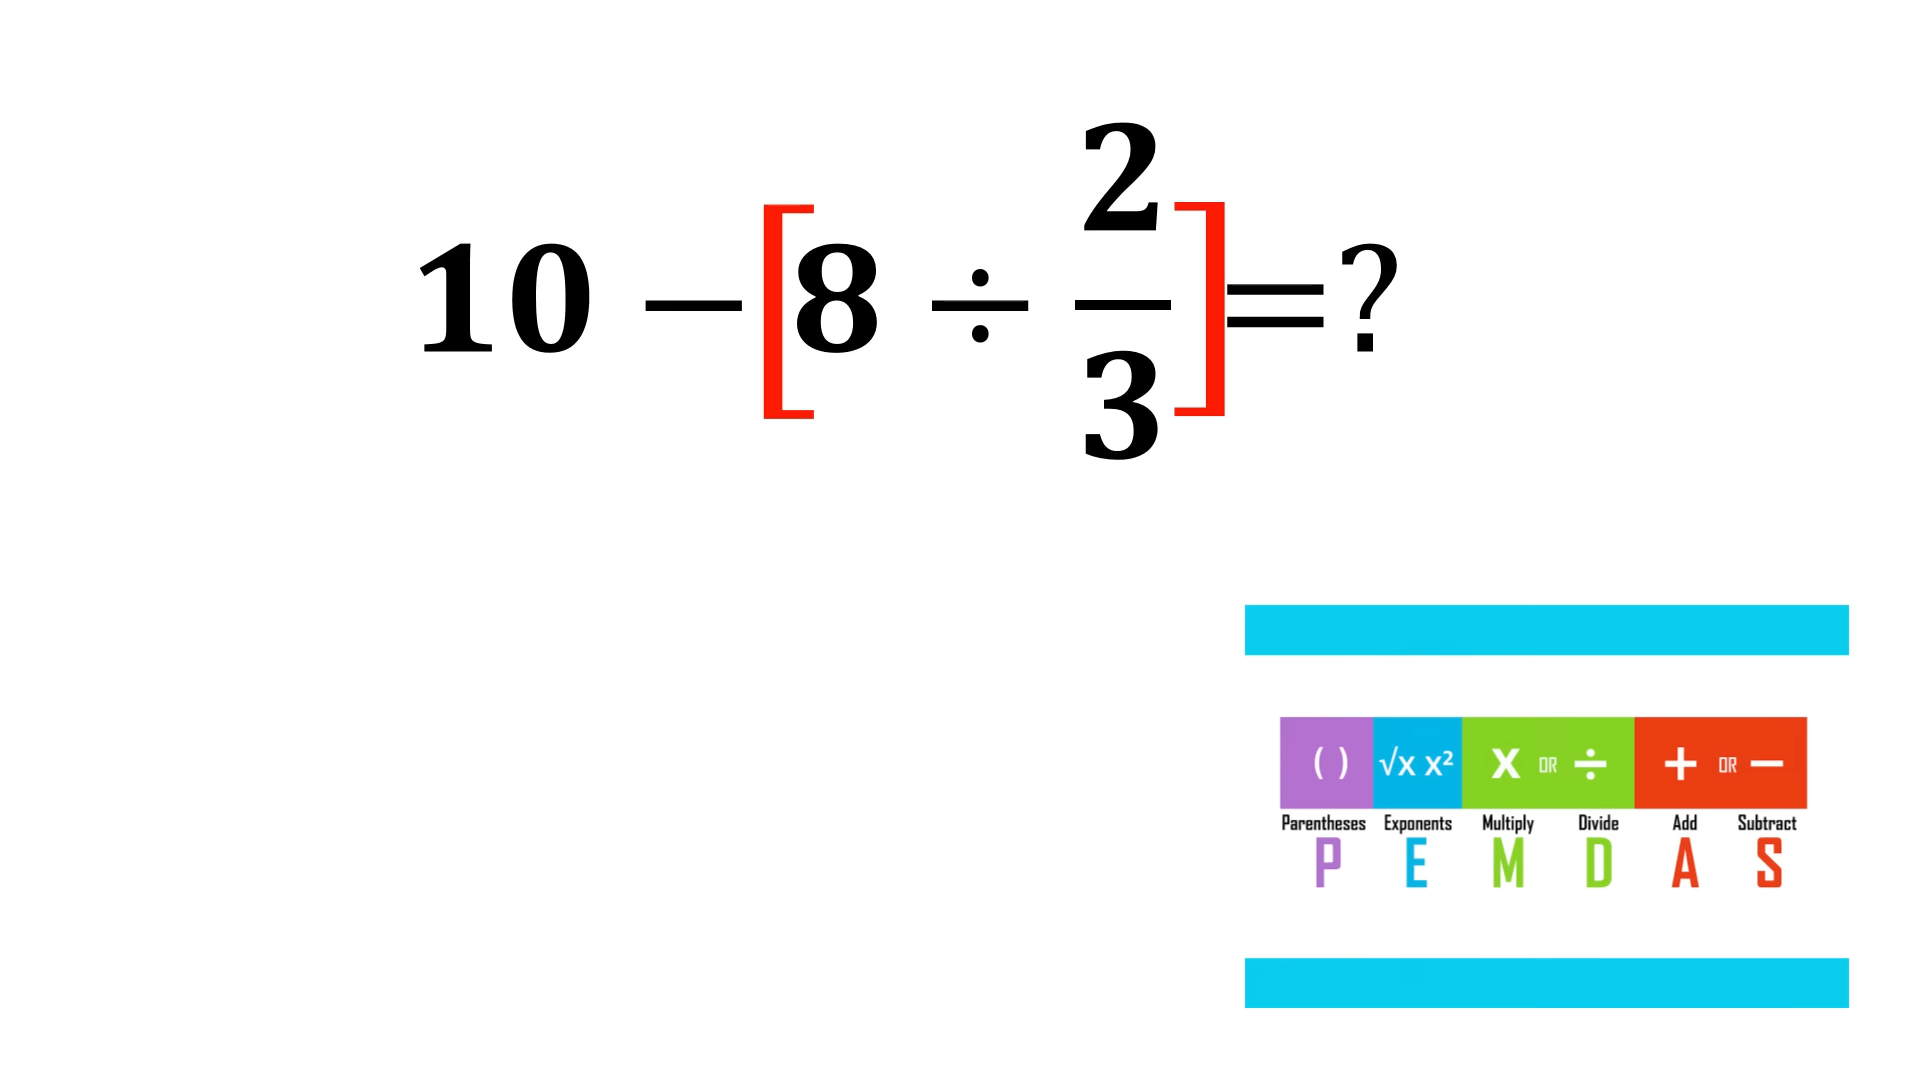 10 − [8 ÷ 2/3] =?
( ) √x x² X OR ÷ + OR −
Parentheses Exponents Multiply Divide Add Subtract
P E M D A S